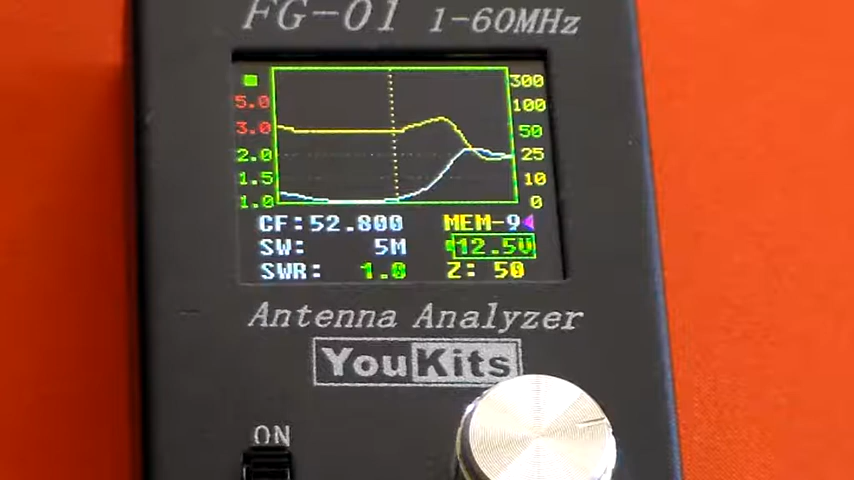 FG-01 1-60MHz
300
5.0 100
3.0 50
2.0 25
1.5 10
1.0 0
CF:52.800 MEM-9
SW: 5M 12.5V
SWR: 1.0 Z: 50
Antenna Analyzer
YouKits
ON